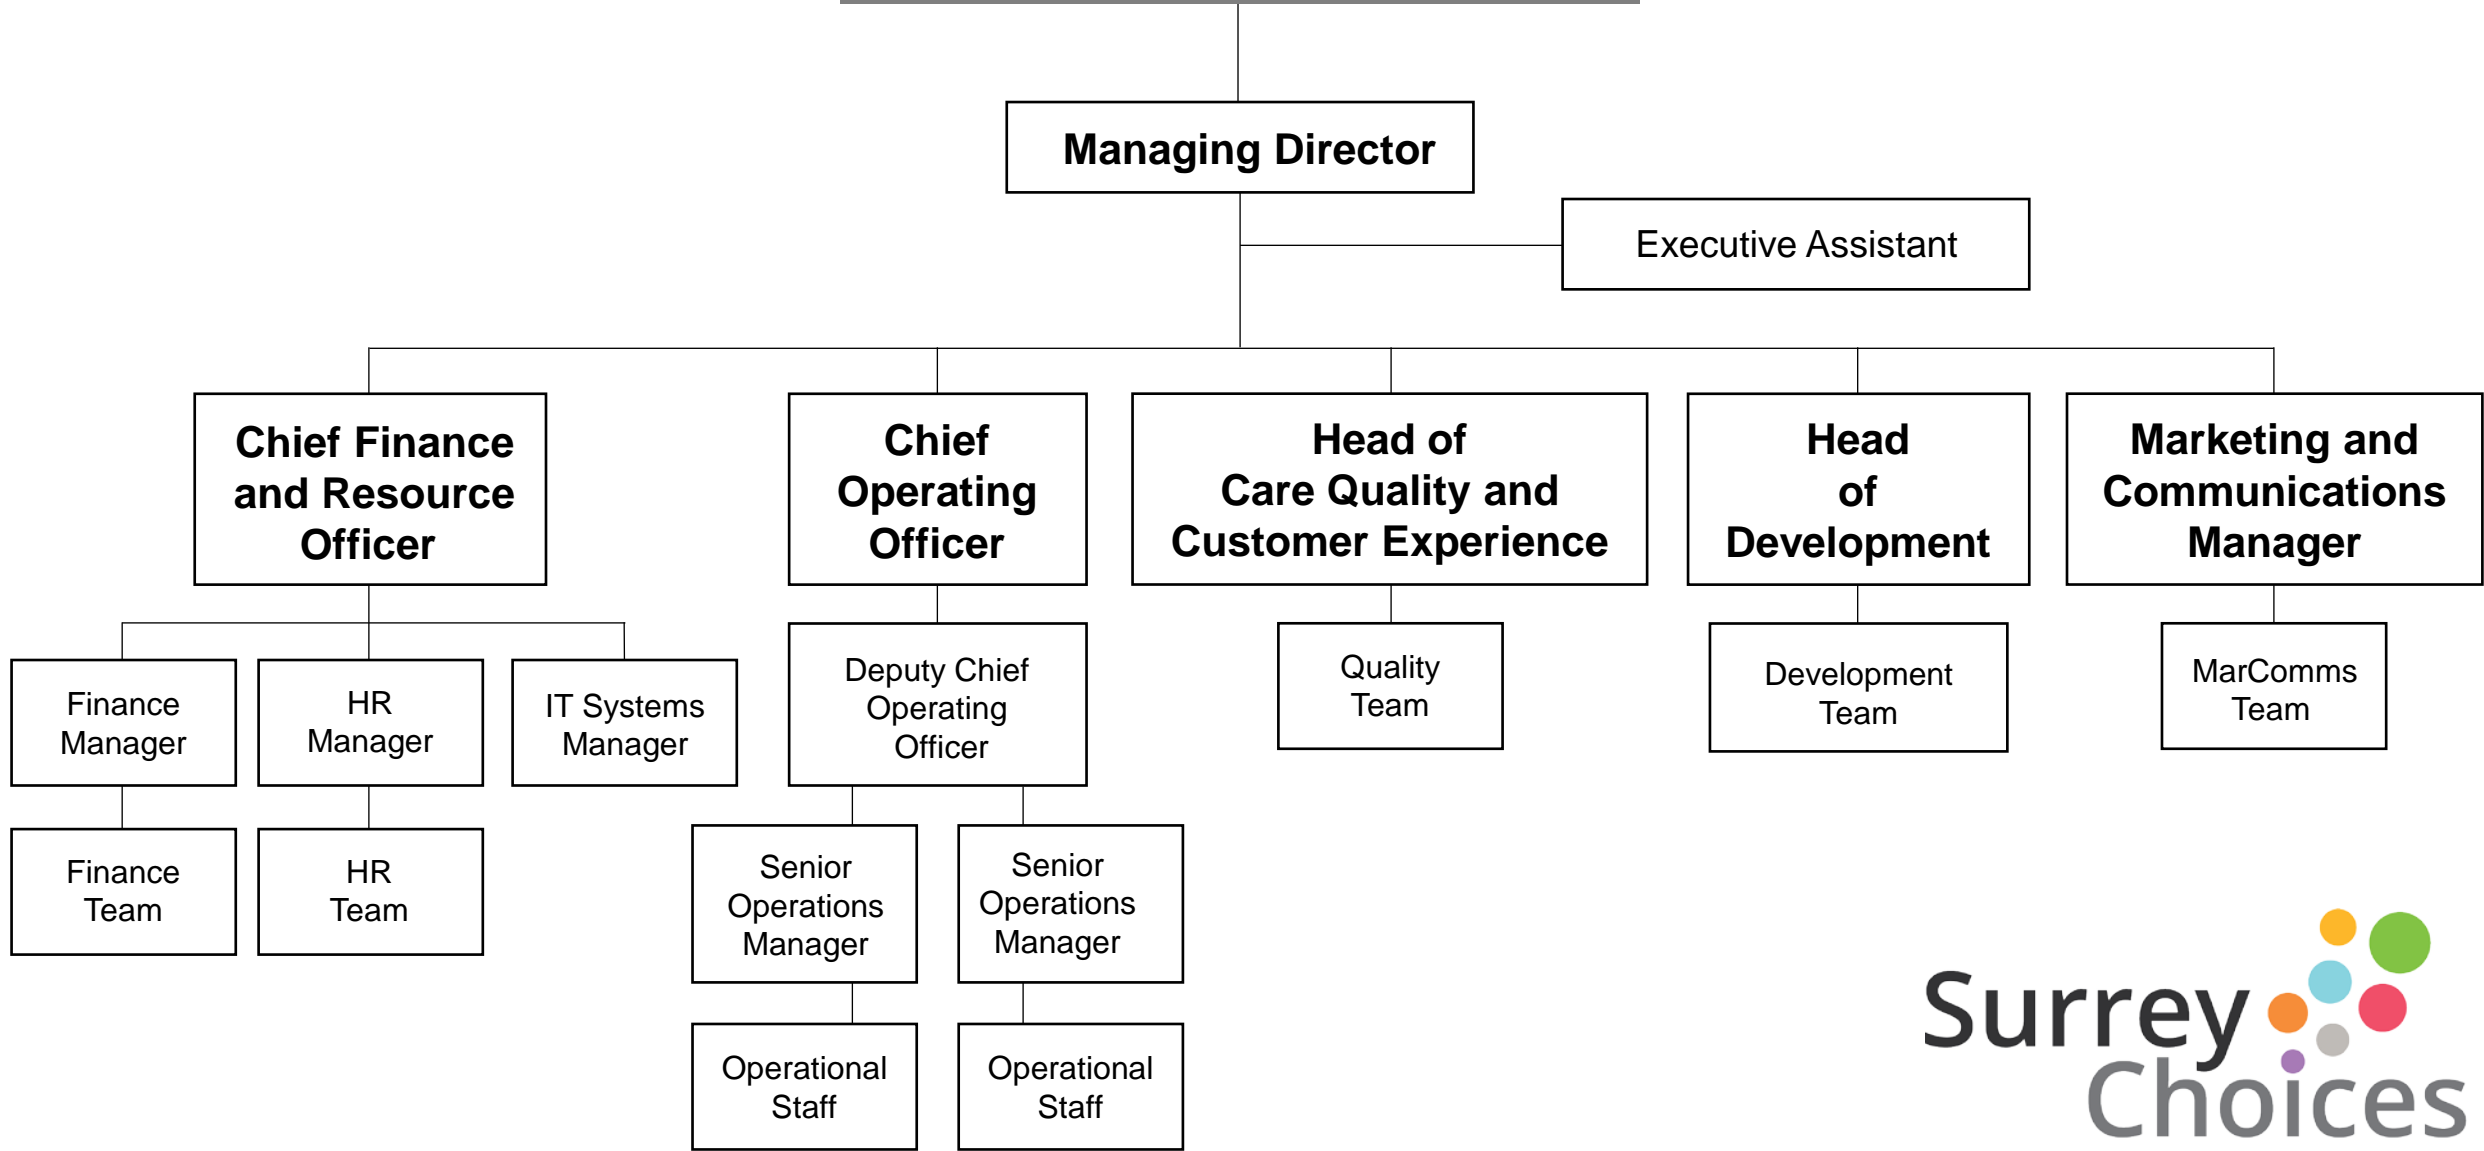 Managing Director
Executive Assistant
Chief Finance
and Resource
Officer
Chief
Operating
Officer
Head of
Care Quality and
Customer Experience
Head
of
Development
Marketing and
Communications
Manager
Finance
Manager
HR
Manager
IT Systems
Manager
Deputy Chief
Operating
Officer
Quality
Team
Development
Team
MarComms
Team
Finance
Team
HR
Team
Senior
Operations
Manager
Senior
Operations
Manager
Operational
Staff
Operational
Staff
Surrey
Choices